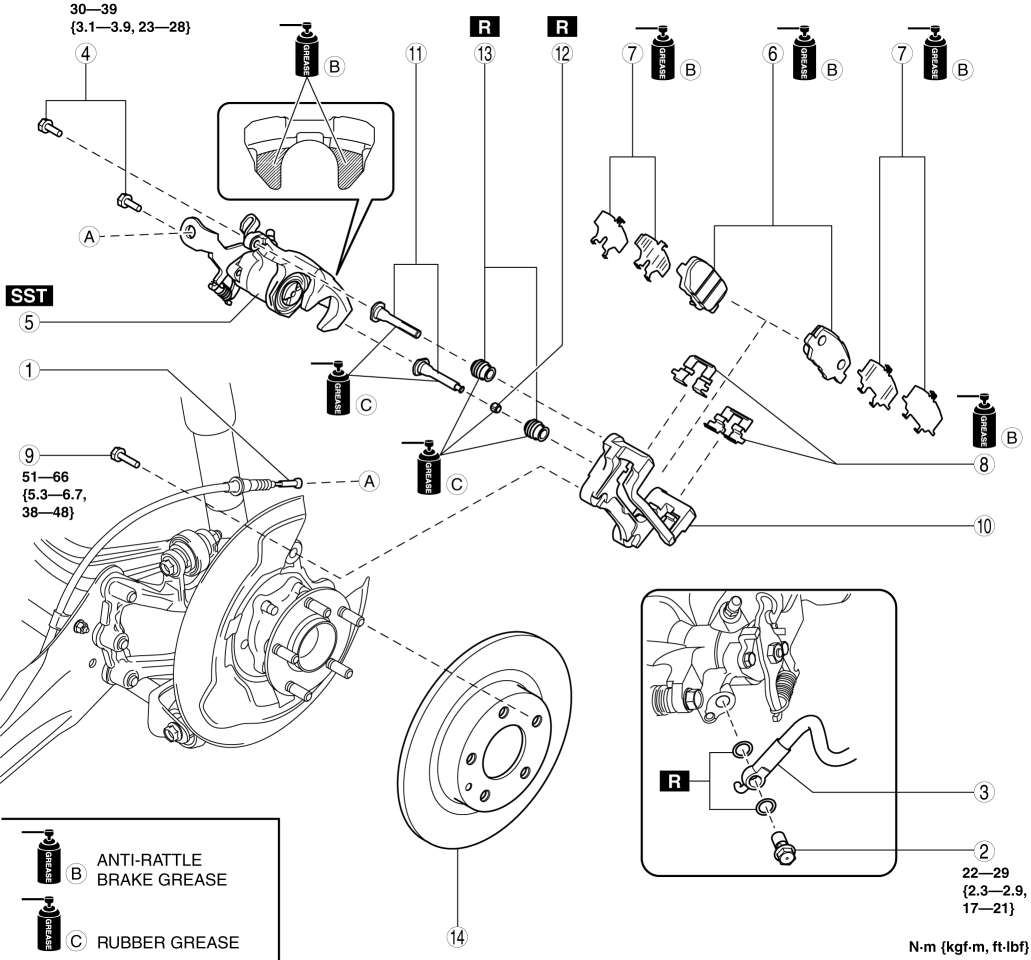 30—39
{3.1—3.9, 23—28}
4
GREASE B
11
R
13
R
12
7
GREASE B
6
GREASE B
7
GREASE B
A
SST
5
1
GREASE C
GREASE C
GREASE B
8
9
51—66
{5.3—6.7,
38—48}
A
10
R
3
2
22—29
{2.3—2.9,
17—21}
14
GREASE B ANTI-RATTLE
BRAKE GREASE
GREASE C RUBBER GREASE
N·m {kgf·m, ft·lbf}